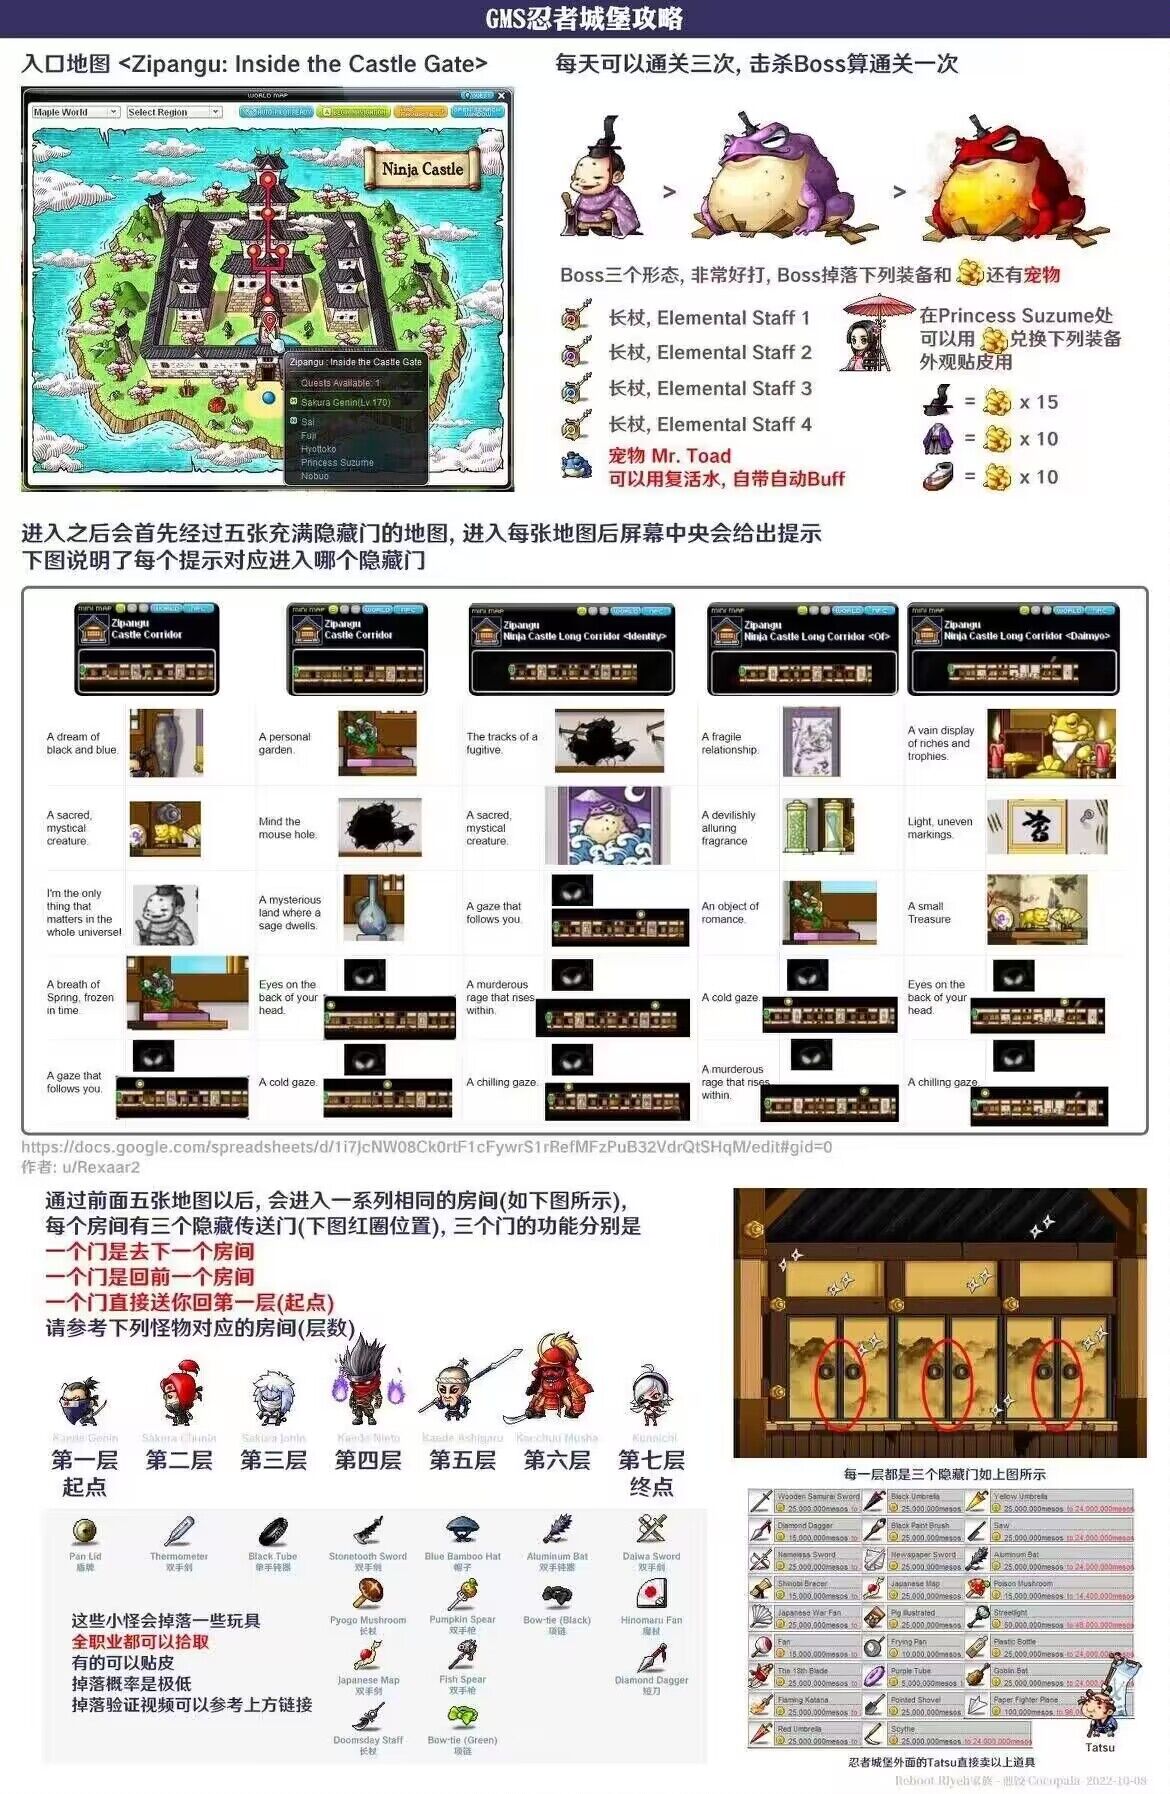 GMS忍者城堡攻略
入口地图 <Zipangu: Inside the Castle Gate>
每天可以通关三次, 击杀Boss算通关一次
WORLD MAP
Maple World
Select Region
Ninja Castle
Zipangu : Inside the Castle Gate
Quests Available: 1
Sakura Genin(Lv.170)
Sai
Fuji
Hyottoko
Princess Suzume
Nobuo
>
>
Boss三个形态, 非常好打, Boss掉落下列装备和
还有宠物
长杖, Elemental Staff 1
长杖, Elemental Staff 2
长杖, Elemental Staff 3
长杖, Elemental Staff 4
宠物 Mr. Toad
可以用复活水, 自带自动Buff
在Princess Suzume处
可以用
兑换下列装备
外观贴皮用
= x 15
= x 10
= x 10
进入之后会首先经过五张充满隐藏门的地图, 进入每张地图后屏幕中央会给出提示
下图说明了每个提示对应进入哪个隐藏门
MINI MAP
WORLD
NPC
Zipangu
Castle Corridor
MINI MAP
WORLD
NPC
Zipangu
Castle Corridor
MINI MAP
WORLD
NPC
Zipangu
Ninja Castle Long Corridor <Identity>
MINI MAP
WORLD
NPC
Zipangu
Ninja Castle Long Corridor <Of>
MINI MAP
WORLD
NPC
Zipangu
Ninja Castle Long Corridor <Daimyo>
A dream of
black and blue.
A personal
garden.
The tracks of a
fugitive.
A fragile
relationship.
A vain display
of riches and
trophies.
A sacred,
mystical
creature.
Mind the
mouse hole.
A sacred,
mystical
creature.
A devilishly
alluring
fragrance
Light, uneven
markings.
I'm the only
thing that
matters in the
whole universe!
A mysterious
land where a
sage dwells.
A gaze that
follows you.
An object of
romance.
A small
Treasure
A breath of
Spring, frozen
in time.
Eyes on the
back of your
head.
A murderous
rage that rises
within.
A cold gaze.
Eyes on the
back of your
head.
A gaze that
follows you.
A cold gaze.
A chilling gaze.
A murderous
rage that rises
within.
A chilling gaze.
https://docs.google.com/spreadsheets/d/1i7JcNW08Ck0rtF1cFywrS1rRefMFzPuB32VdrQtSHqM/edit#gid=0
作者: u/Rexaar2
通过前面五张地图以后, 会进入一系列相同的房间(如下图所示),
每个房间有三个隐藏传送门(下图红圈位置), 三个门的功能分别是
一个门是去下一个房间
一个门是回前一个房间
一个门直接送你回第一层(起点)
请参考下列怪物对应的房间(层数)
Kaede Genin
Sakura Chunin
Sakura Jonin
Kaede Ninto
Kaede Ashigaru
Kacchuu Musha
Kunoichi
第一层
起点
第二层
第三层
第四层
第五层
第六层
第七层
终点
每一层都是三个隐藏门如上图所示
Pan Lid
盾牌
Thermometer
双手剑
Black Tube
单手钝器
Stonetooth Sword
双手剑
Blue Bamboo Hat
帽子
Aluminum Bat
双手钝器
Daiwa Sword
双手剑
Pyogo Mushroom
长杖
Pumpkin Spear
双手枪
Bow-tie (Black)
项链
Hinomaru Fan
魔杖
Japanese Map
双手剑
Fish Spear
双手枪
Diamond Dagger
短刀
Doomsday Staff
长杖
Bow-tie (Green)
项链
这些小怪会掉落一些玩具
全职业都可以拾取
有的可以贴皮
掉落概率是极低
掉落验证视频可以参考上方链接
Wooden Samurai Sword
25,000,000mesos to
Black Umbrella
25,000,000mesos
Yellow Umbrella
25,000,000mesos to 24,000,000mesos
Diamond Dagger
15,000,000mesos to
Black Paint Brush
25,000,000mesos
Saw
25,000,000mesos to 24,000,000mesos
Nameless Sword
25,000,000mesos to
Newspaper Sword
25,000,000mesos
Aluminum Bat
25,000,000mesos to 24,000,000mesos
Shinobi Bracer
15,000,000mesos to
Japanese Map
25,000,000mesos
Poison Mushroom
15,000,000mesos to 14,400,000mesos
Japanese War Fan
25,000,000mesos to
Pig Illustrated
25,000,000mesos
Streetlight
50,000,000mesos to 48,000,000mesos
Fan
15,000,000mesos to
Frying Pan
10,000,000mesos
Plastic Bottle
25,000,000mesos to 24,000,000mesos
The 18th Blade
25,000,000mesos to
Purple Tube
5,000,000mesos to
Goblin Bat
25,000,000mesos to 24,000,
Flaming Katana
25,000,000mesos to
Pointed Shovel
25,000,000mesos
Paper Fighter Plane
100,000mesos to 96,0
Red Umbrella
25,000,000mesos to
Scythe
25,000,000mesos to 24,000,000mesos
Tatsu
忍者城堡外面的Tatsu直接卖以上道具
Cocopala 2022-10-08